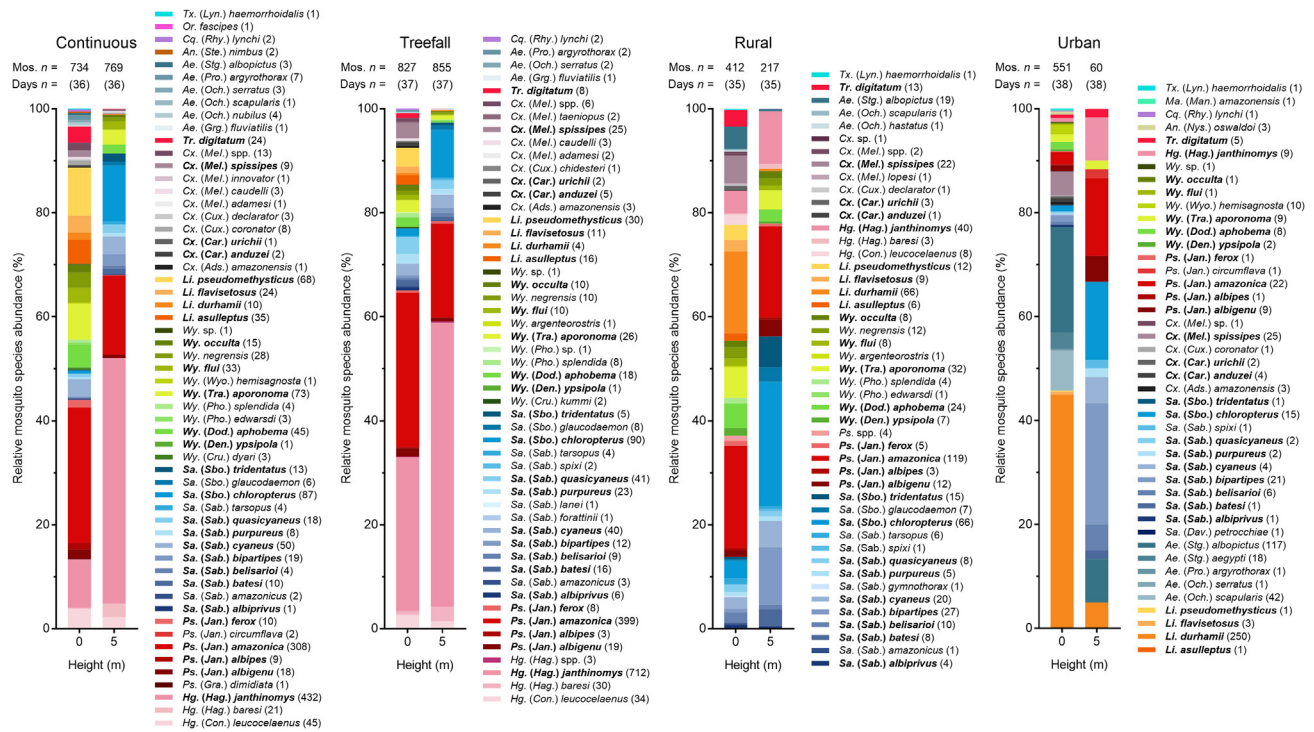 Continuous
Mos. n = 734 769
Days n = (36) (36)
Relative mosquito species abundance (%)
100
80
60
40
20
0
0 5
Height (m)
Tx. (Lyn.) haemorrhoidalis (1)
Or. fascipes (1)
Cq. (Rhy.) lynchi (2)
An. (Ste.) nimbus (2)
Ae. (Stg.) albopictus (3)
Ae. (Pro.) argyrothorax (7)
Ae. (Och.) serratus (3)
Ae. (Och.) scapularis (1)
Ae. (Och.) nubilus (4)
Ae. (Grg.) fluviatilis (1)
Tr. digitatum (24)
Cx. (Mel.) spp. (13)
Cx. (Mel.) spissipes (9)
Cx. (Mel.) innovator (1)
Cx. (Mel.) caudelli (3)
Cx. (Mel.) adamesi (1)
Cx. (Cux.) declarator (3)
Cx. (Cux.) coronator (8)
Cx. (Car.) urichii (1)
Cx. (Car.) anduzei (2)
Cx. (Ads.) amazonensis (1)
Li. pseudomethysticus (68)
Li. flavisetosus (24)
Li. durhamii (10)
Li. asulleptus (35)
Wy. sp. (1)
Wy. occulta (15)
Wy. negrensis (28)
Wy. flui (33)
Wy. (Wyo.) hemisagnosta (1)
Wy. (Tra.) aporonoma (73)
Wy. (Pho.) splendida (4)
Wy. (Pho.) edwarsdi (3)
Wy. (Dod.) aphobema (45)
Wy. (Den.) ypsipola (1)
Wy. (Cru.) dyari (3)
Sa. (Sbo.) tridentatus (13)
Sa. (Sbo.) glaucodaemon (6)
Sa. (Sbo.) chloropterus (87)
Sa. (Sab.) tarsopus (4)
Sa. (Sab.) quasicyaneus (18)
Sa. (Sab.) purpureus (8)
Sa. (Sab.) cyaneus (50)
Sa. (Sab.) bipartipes (19)
Sa. (Sab.) belisarioi (4)
Sa. (Sab.) batesi (10)
Sa. (Sab.) amazonicus (2)
Sa. (Sab.) albiprivus (1)
Ps. (Jan.) ferox (10)
Ps. (Jan.) circumflava (2)
Ps. (Jan.) amazonica (308)
Ps. (Jan.) albipes (9)
Ps. (Jan.) albigenu (18)
Ps. (Gra.) dimidiata (1)
Hg. (Hag.) janthinomys (432)
Hg. (Hag.) baresi (21)
Hg. (Con.) leucocelaenus (45)
Treefall
Mos. n = 827 855
Days n = (37) (37)
Relative mosquito species abundance (%)
100
80
60
40
20
0
0 5
Height (m)
Cq. (Rhy.) lynchi (2)
Ae. (Pro.) argyrothorax (2)
Ae. (Och.) serratus (2)
Ae. (Grg.) fluviatilis (1)
Tr. digitatum (8)
Cx. (Mel.) spp. (6)
Cx. (Mel.) taeniopus (2)
Cx. (Mel.) spissipes (25)
Cx. (Mel.) caudelli (3)
Cx. (Mel.) adamesi (2)
Cx. (Cux.) chidesteri (1)
Cx. (Car.) urichii (2)
Cx. (Car.) anduzei (5)
Cx. (Ads.) amazonensis (3)
Li. pseudomethysticus (30)
Li. flavisetosus (11)
Li. durhamii (4)
Li. asulleptus (16)
Wy. sp. (1)
Wy. occulta (10)
Wy. negrensis (10)
Wy. flui (10)
Wy. argenteorostris (1)
Wy. (Tra.) aporonoma (26)
Wy. (Pho.) sp. (1)
Wy. (Pho.) splendida (8)
Wy. (Dod.) aphobema (18)
Wy. (Den.) ypsipola (1)
Wy. (Cru.) kummi (2)
Sa. (Sbo.) tridentatus (5)
Sa. (Sbo.) glaucodaemon (8)
Sa. (Sbo.) chloropterus (90)
Sa. (Sab.) tarsopus (4)
Sa. (Sab.) spixi (2)
Sa. (Sab.) quasicyaneus (41)
Sa. (Sab.) purpureus (23)
Sa. (Sab.) lanei (1)
Sa. (Sab.) forattinii (1)
Sa. (Sab.) cyaneus (40)
Sa. (Sab.) bipartipes (12)
Sa. (Sab.) belisarioi (9)
Sa. (Sab.) batesi (16)
Sa. (Sab.) amazonicus (3)
Sa. (Sab.) albiprivus (6)
Ps. (Jan.) ferox (8)
Ps. (Jan.) amazonica (399)
Ps. (Jan.) albipes (3)
Ps. (Jan.) albigenu (19)
Hg. (Hag.) spp. (3)
Hg. (Hag.) janthinomys (712)
Hg. (Hag.) baresi (30)
Hg. (Con.) leucocelaenus (34)
Rural
Mos. n = 412 217
Days n = (35) (35)
Relative mosquito species abundance (%)
100
80
60
40
20
0
0 5
Height (m)
Tx. (Lyn.) haemorrhoidalis (1)
Tr. digitatum (13)
Ae. (Stg.) albopictus (19)
Ae. (Och.) scapularis (1)
Ae. (Och.) hastatus (1)
Cx. sp. (1)
Cx. (Mel.) spp. (2)
Cx. (Mel.) spissipes (22)
Cx. (Mel.) lopesi (1)
Cx. (Cux.) declarator (1)
Cx. (Car.) urichii (3)
Cx. (Car.) anduzei (1)
Hg. (Hag.) janthinomys (40)
Hg. (Hag.) baresi (3)
Hg. (Con.) leucocelaenus (8)
Li. pseudomethysticus (12)
Li. flavisetosus (9)
Li. durhamii (66)
Li. asulleptus (6)
Wy. occulta (8)
Wy. negrensis (12)
Wy. flui (8)
Wy. argenteorostris (1)
Wy. (Tra.) aporonoma (32)
Wy. (Pho.) splendida (4)
Wy. (Pho.) edwarsdi (1)
Wy. (Dod.) aphobema (24)
Wy. (Den.) ypsipola (7)
Ps. spp. (4)
Ps. (Jan.) ferox (5)
Ps. (Jan.) amazonica (119)
Ps. (Jan.) albipes (3)
Ps. (Jan.) albigenu (12)
Sa. (Sbo.) tridentatus (15)
Sa. (Sbo.) glaucodaemon (7)
Sa. (Sbo.) chloropterus (66)
Sa. (Sab.) tarsopus (6)
Sa. (Sab.) spixi (1)
Sa. (Sab.) quasicyaneus (8)
Sa. (Sab.) purpureus (5)
Sa. (Sab.) gymnothorax (1)
Sa. (Sab.) cyaneus (20)
Sa. (Sab.) bipartipes (27)
Sa. (Sab.) belisarioi (10)
Sa. (Sab.) batesi (8)
Sa. (Sab.) amazonicus (1)
Sa. (Sab.) albiprivus (4)
Urban
Mos. n = 551 60
Days n = (38) (38)
Relative mosquito species abundance (%)
100
80
60
40
20
0
0 5
Height (m)
Tx. (Lyn.) haemorrhoidalis (1)
Ma. (Man.) amazonensis (1)
Cq. (Rhy.) lynchi (1)
An. (Nys.) oswaldoi (3)
Tr. digitatum (5)
Hg. (Hag.) janthinomys (9)
Wy. sp. (1)
Wy. occulta (1)
Wy. flui (1)
Wy. (Wyo.) hemisagnosta (10)
Wy. (Tra.) aporonoma (9)
Wy. (Dod.) aphobema (8)
Wy. (Den.) ypsipola (2)
Ps. (Jan.) ferox (1)
Ps. (Jan.) circumflava (1)
Ps. (Jan.) amazonica (22)
Ps. (Jan.) albipes (1)
Ps. (Jan.) albigenu (9)
Cx. (Mel.) sp. (1)
Cx. (Mel.) spissipes (25)
Cx. (Cux.) coronator (1)
Cx. (Car.) urichii (2)
Cx. (Car.) anduzei (4)
Cx. (Ads.) amazonensis (3)
Sa. (Sbo.) tridentatus (1)
Sa. (Sbo.) chloropterus (15)
Sa. (Sab.) spixi (1)
Sa. (Sab.) quasicyaneus (2)
Sa. (Sab.) purpureus (2)
Sa. (Sab.) cyaneus (4)
Sa. (Sab.) bipartipes (21)
Sa. (Sab.) belisarioi (6)
Sa. (Sab.) batesi (1)
Sa. (Sab.) albiprivus (1)
Sa. (Dav.) petrocchiae (1)
Ae. (Stg.) albopictus (117)
Ae. (Stg.) aegypti (18)
Ae. (Pro.) argyrothorax (1)
Ae. (Och.) serratus (1)
Ae. (Och.) scapularis (42)
Li. pseudomethysticus (1)
Li. flavisetosus (3)
Li. durhamii (250)
Li. asulleptus (1)